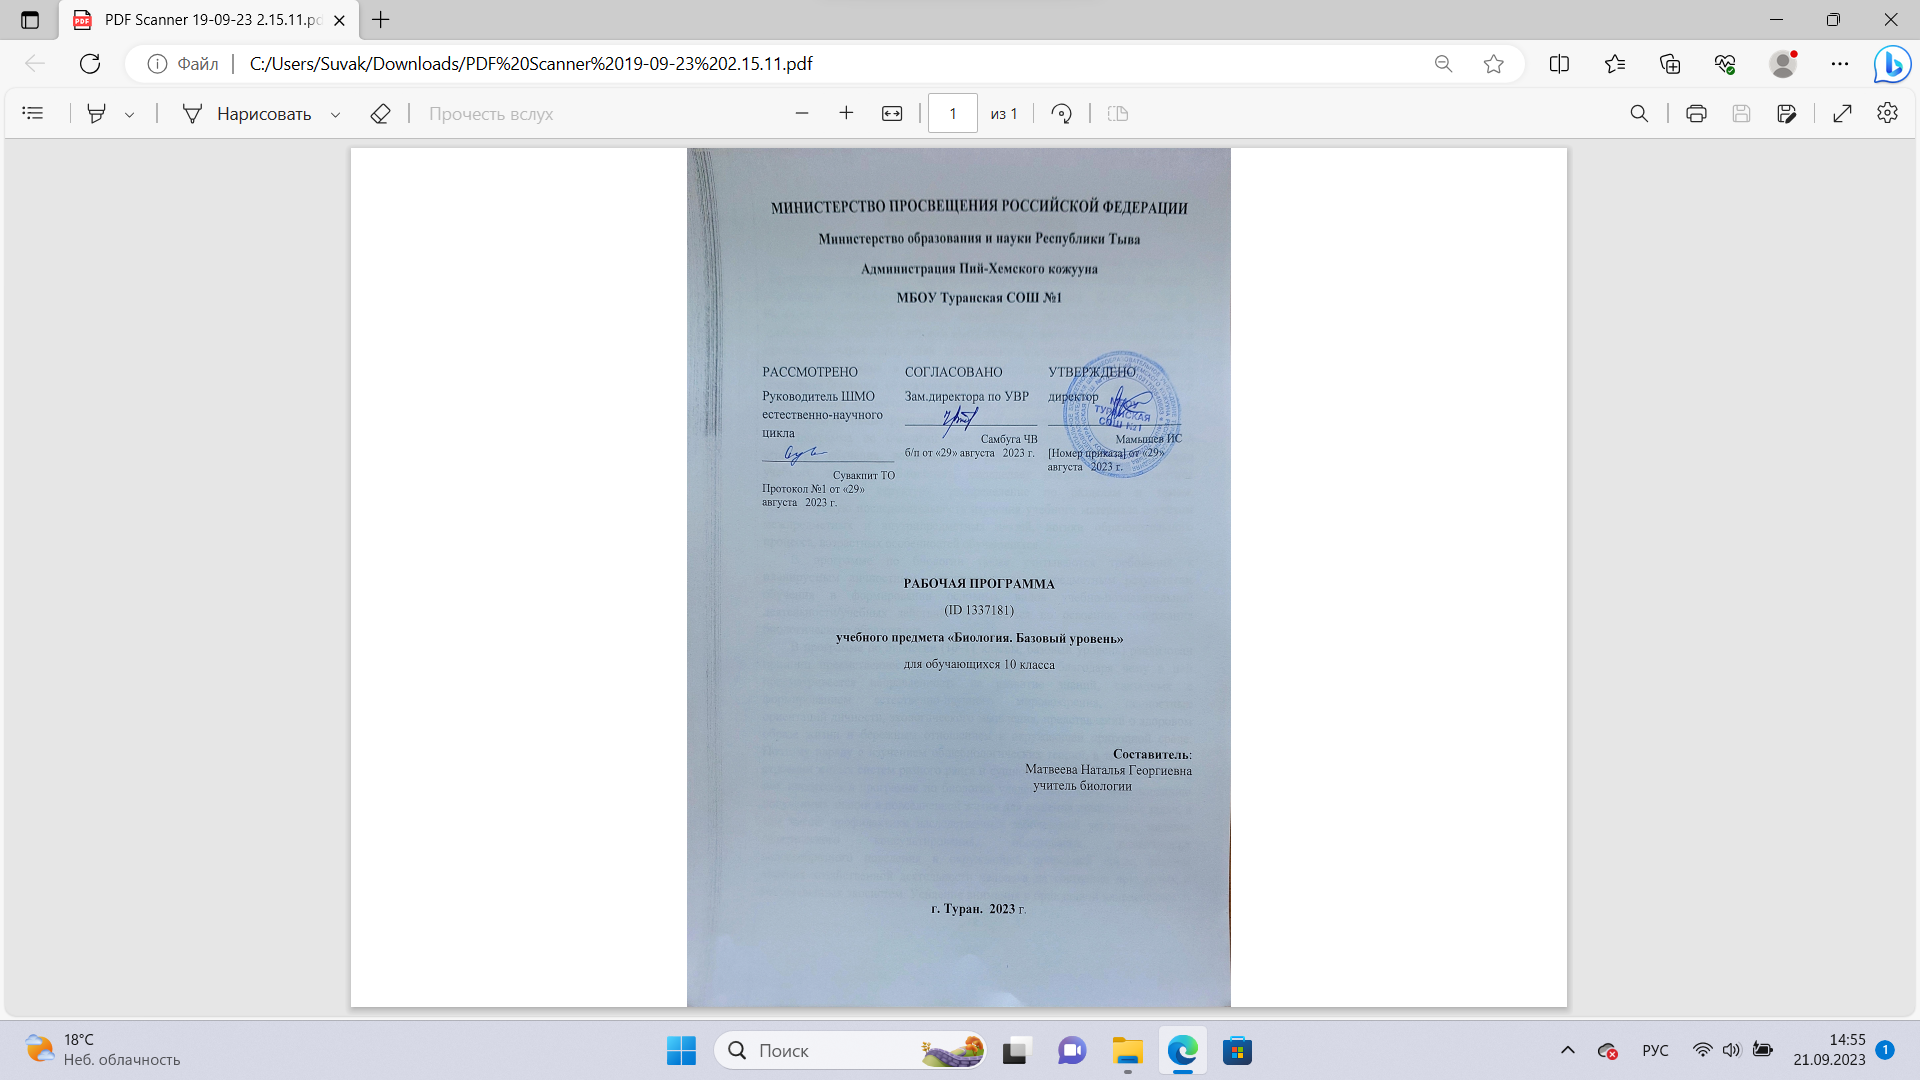 PDF Scanner 19-09-23 2.15.11.pd
Файл
C:/Users/Suvak/Downloads/PDF%20Scanner%2019-09-23%202.15.11.pdf
Нарисовать
Прочесть вслух
1
из 1
МИНИСТЕРСТВО ПРОСВЕЩЕНИЯ РОССИЙСКОЙ ФЕДЕРАЦИИ
Министерство образования и науки Республики Тыва
Администрация Пий-Хемского кожууна
МБОУ Туранская СОШ №1
РАССМОТРЕНО
Руководитель ШМО
естественно-научного
цикла
Сувакпит ТО
Протокол №1 от «29»
августа 2023 г.
СОГЛАСОВАНО
Зам.директора по УВР
Самбуга ЧВ
б/п от «29» августа 2023 г.
УТВЕРЖДЕНО
директор
МБОУ
ТУРАНСКАЯ
СОШ №1
Мамышев ИС
[Номер приказа] от «29»
августа 2023 г.
РАБОЧАЯ ПРОГРАММА
(ID 1337181)
учебного предмета «Биология. Базовый уровень»
для обучающихся 10 класса
Составитель:
Матвеева Наталья Георгиевна
учитель биологии
г. Туран. 2023 г.
18°C
Неб. облачность
Поиск
РУС
14:55
21.09.2023
1